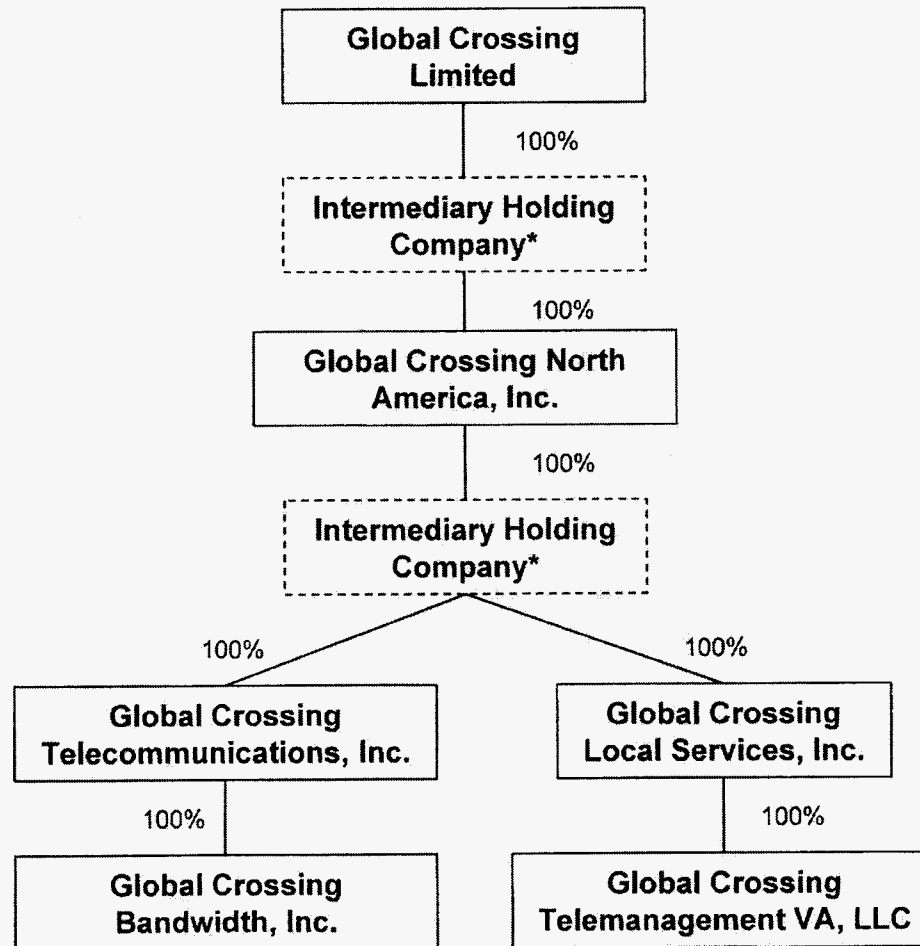 Global Crossing
Limited
100%
Intermediary Holding
Company*
100%
Global Crossing North
America, Inc.
100%
Intermediary Holding
Company*
100%
100%
Global Crossing
Telecommunications, Inc.
Global Crossing
Local Services, Inc.
100%
100%
Global Crossing
Bandwidth, Inc.
Global Crossing
Telemanagement VA, LLC